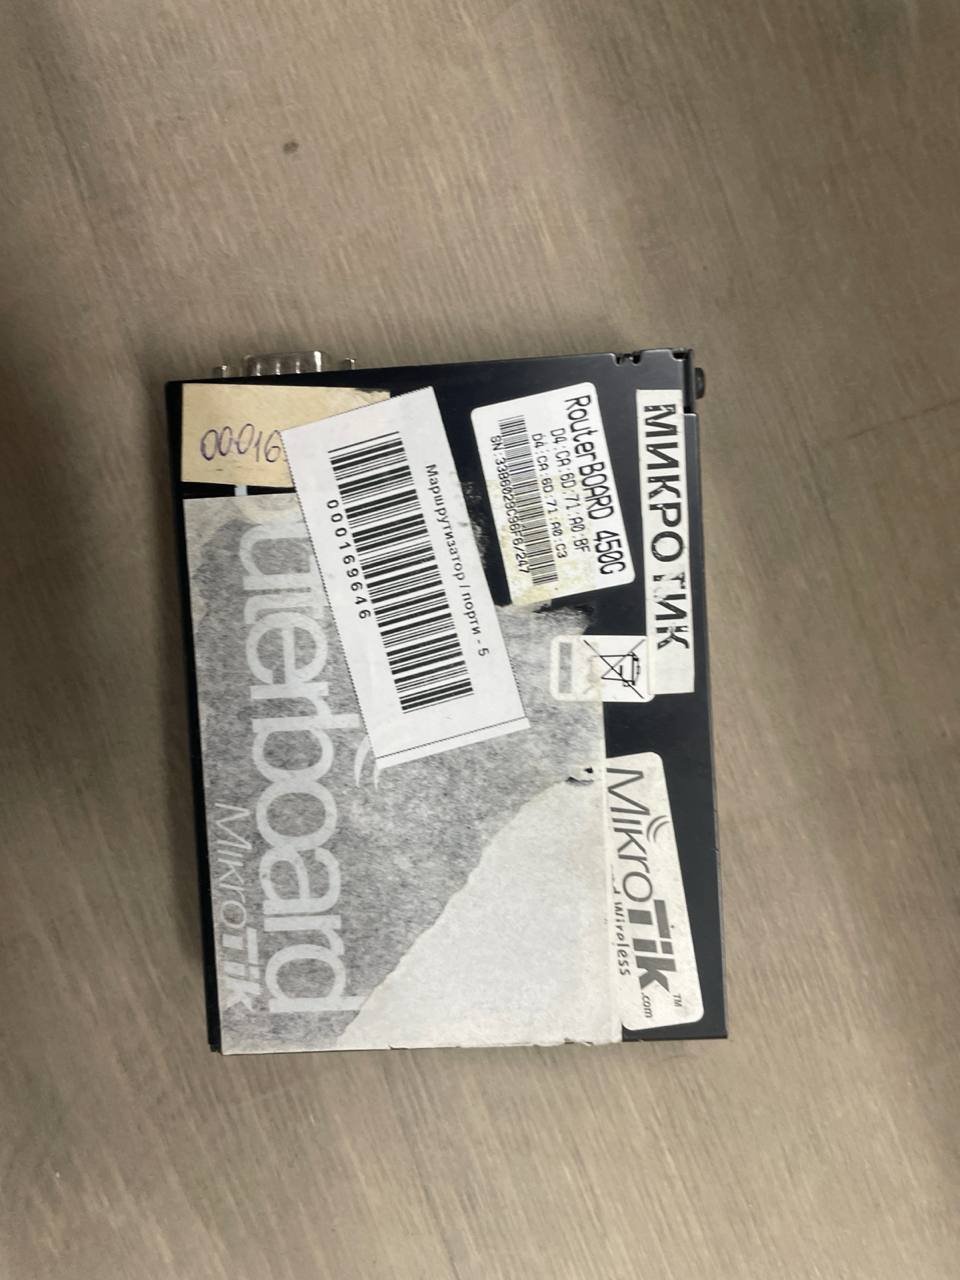 МИКРОТИК
RouterBOARD 450G
D4:CA:6D:71:A0:BF
D4:CA:6D:71:A0:C3
Маршрутизатор / порти - 5
000169646
00016
uterboard
MikroTik
MikroTik
.com
TM
Wireless